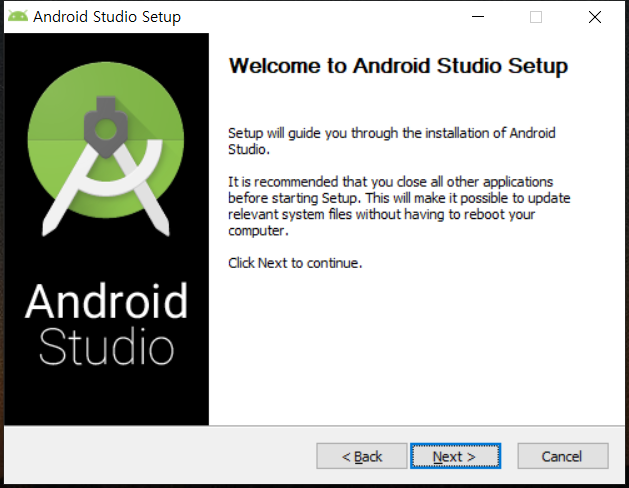 Android Studio Setup
Welcome to Android Studio Setup
Setup will guide you through the installation of Android
Studio.
It is recommended that you close all other applications
before starting Setup. This will make it possible to update
relevant system files without having to reboot your
computer.
Click Next to continue.
Android
Studio
< Back
Next >
Cancel